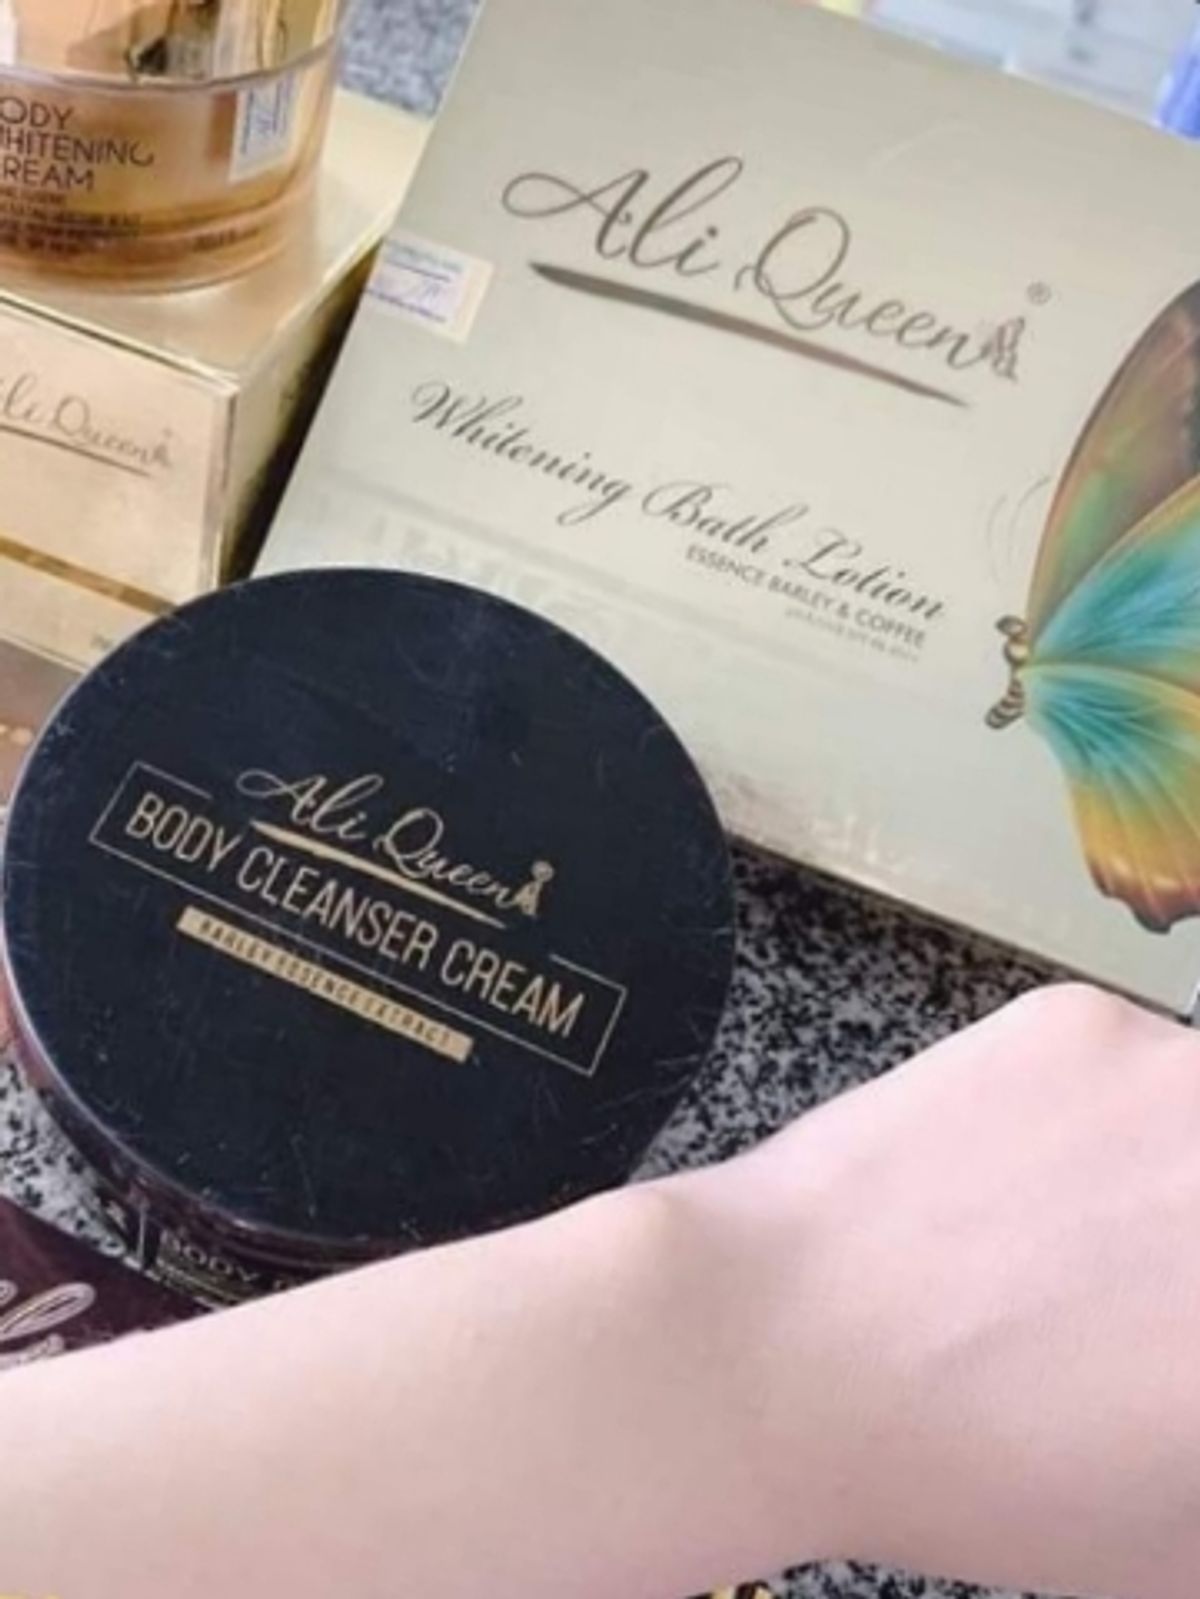 Ali Queen ®
Whitening Bath Lotion
ESSENCE BARLEY & COFFEE
Ali Queen
BODY CLEANSER CREAM
BARLEY ESSENCE EXTRACT
ODY
HITENING
REAM
li Queen
BODY